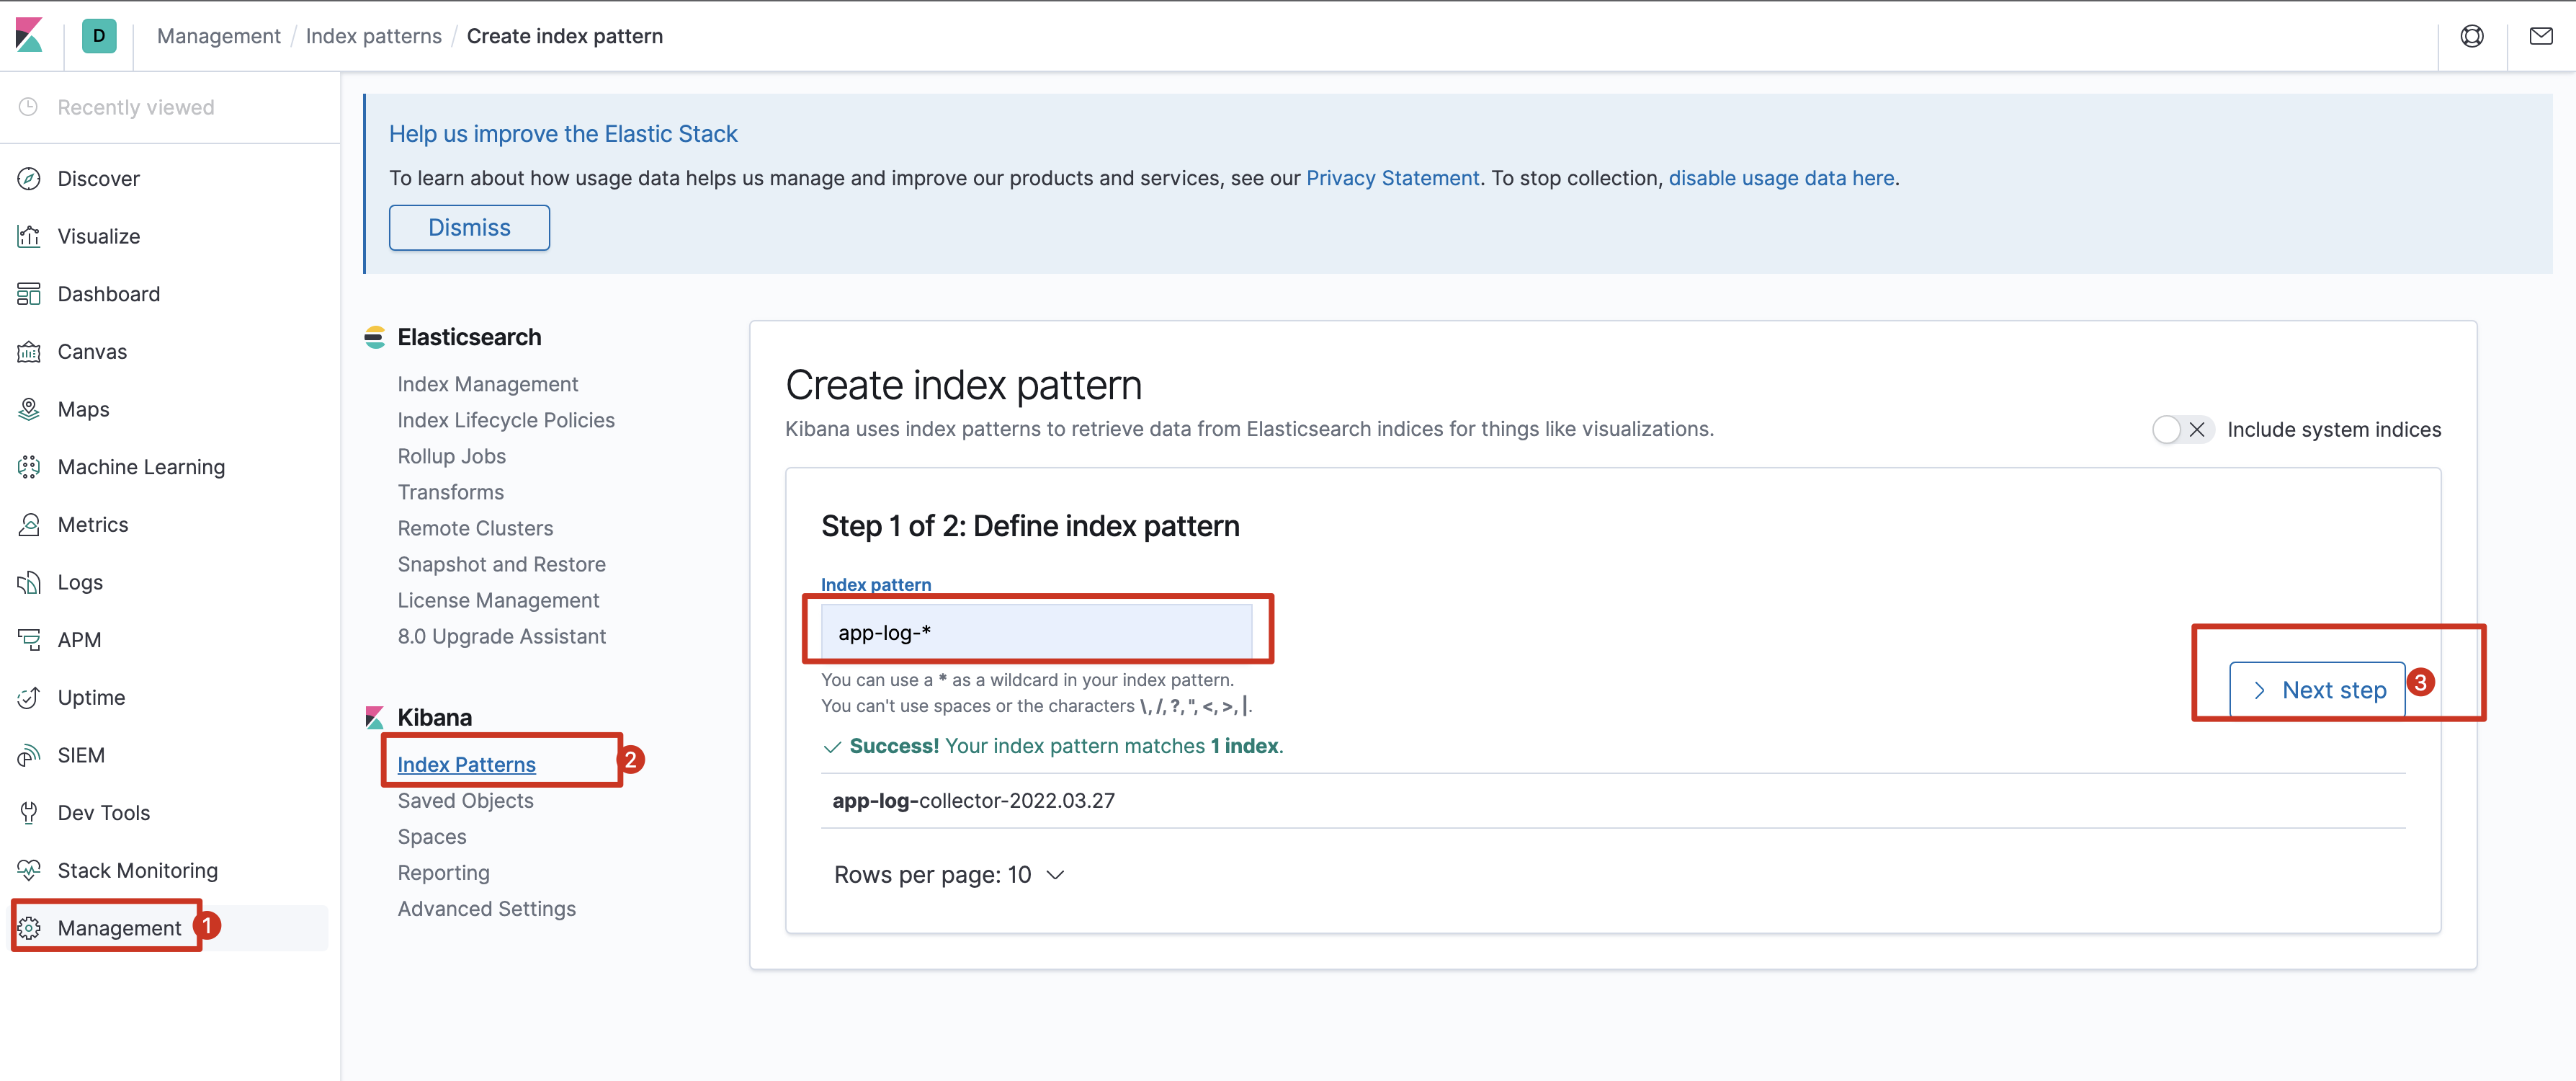 D
Management / Index patterns / Create index pattern
Recently viewed
Discover
Visualize
Dashboard
Canvas
Maps
Machine Learning
Metrics
Logs
APM
Uptime
SIEM
Dev Tools
Stack Monitoring
Management
1
Help us improve the Elastic Stack
To learn about how usage data helps us manage and improve our products and services, see our Privacy Statement. To stop collection, disable usage data here.
Dismiss
Elasticsearch
Index Management
Index Lifecycle Policies
Rollup Jobs
Transforms
Remote Clusters
Snapshot and Restore
License Management
8.0 Upgrade Assistant
Kibana
Index Patterns
2
Saved Objects
Spaces
Reporting
Advanced Settings
Create index pattern
Kibana uses index patterns to retrieve data from Elasticsearch indices for things like visualizations.
Include system indices
Step 1 of 2: Define index pattern
Index pattern
app-log-*
You can use a * as a wildcard in your index pattern.
You can't use spaces or the characters \, /, ?, ", <, >, |.
Next step
3
Success! Your index pattern matches 1 index.
app-log-collector-2022.03.27
Rows per page: 10